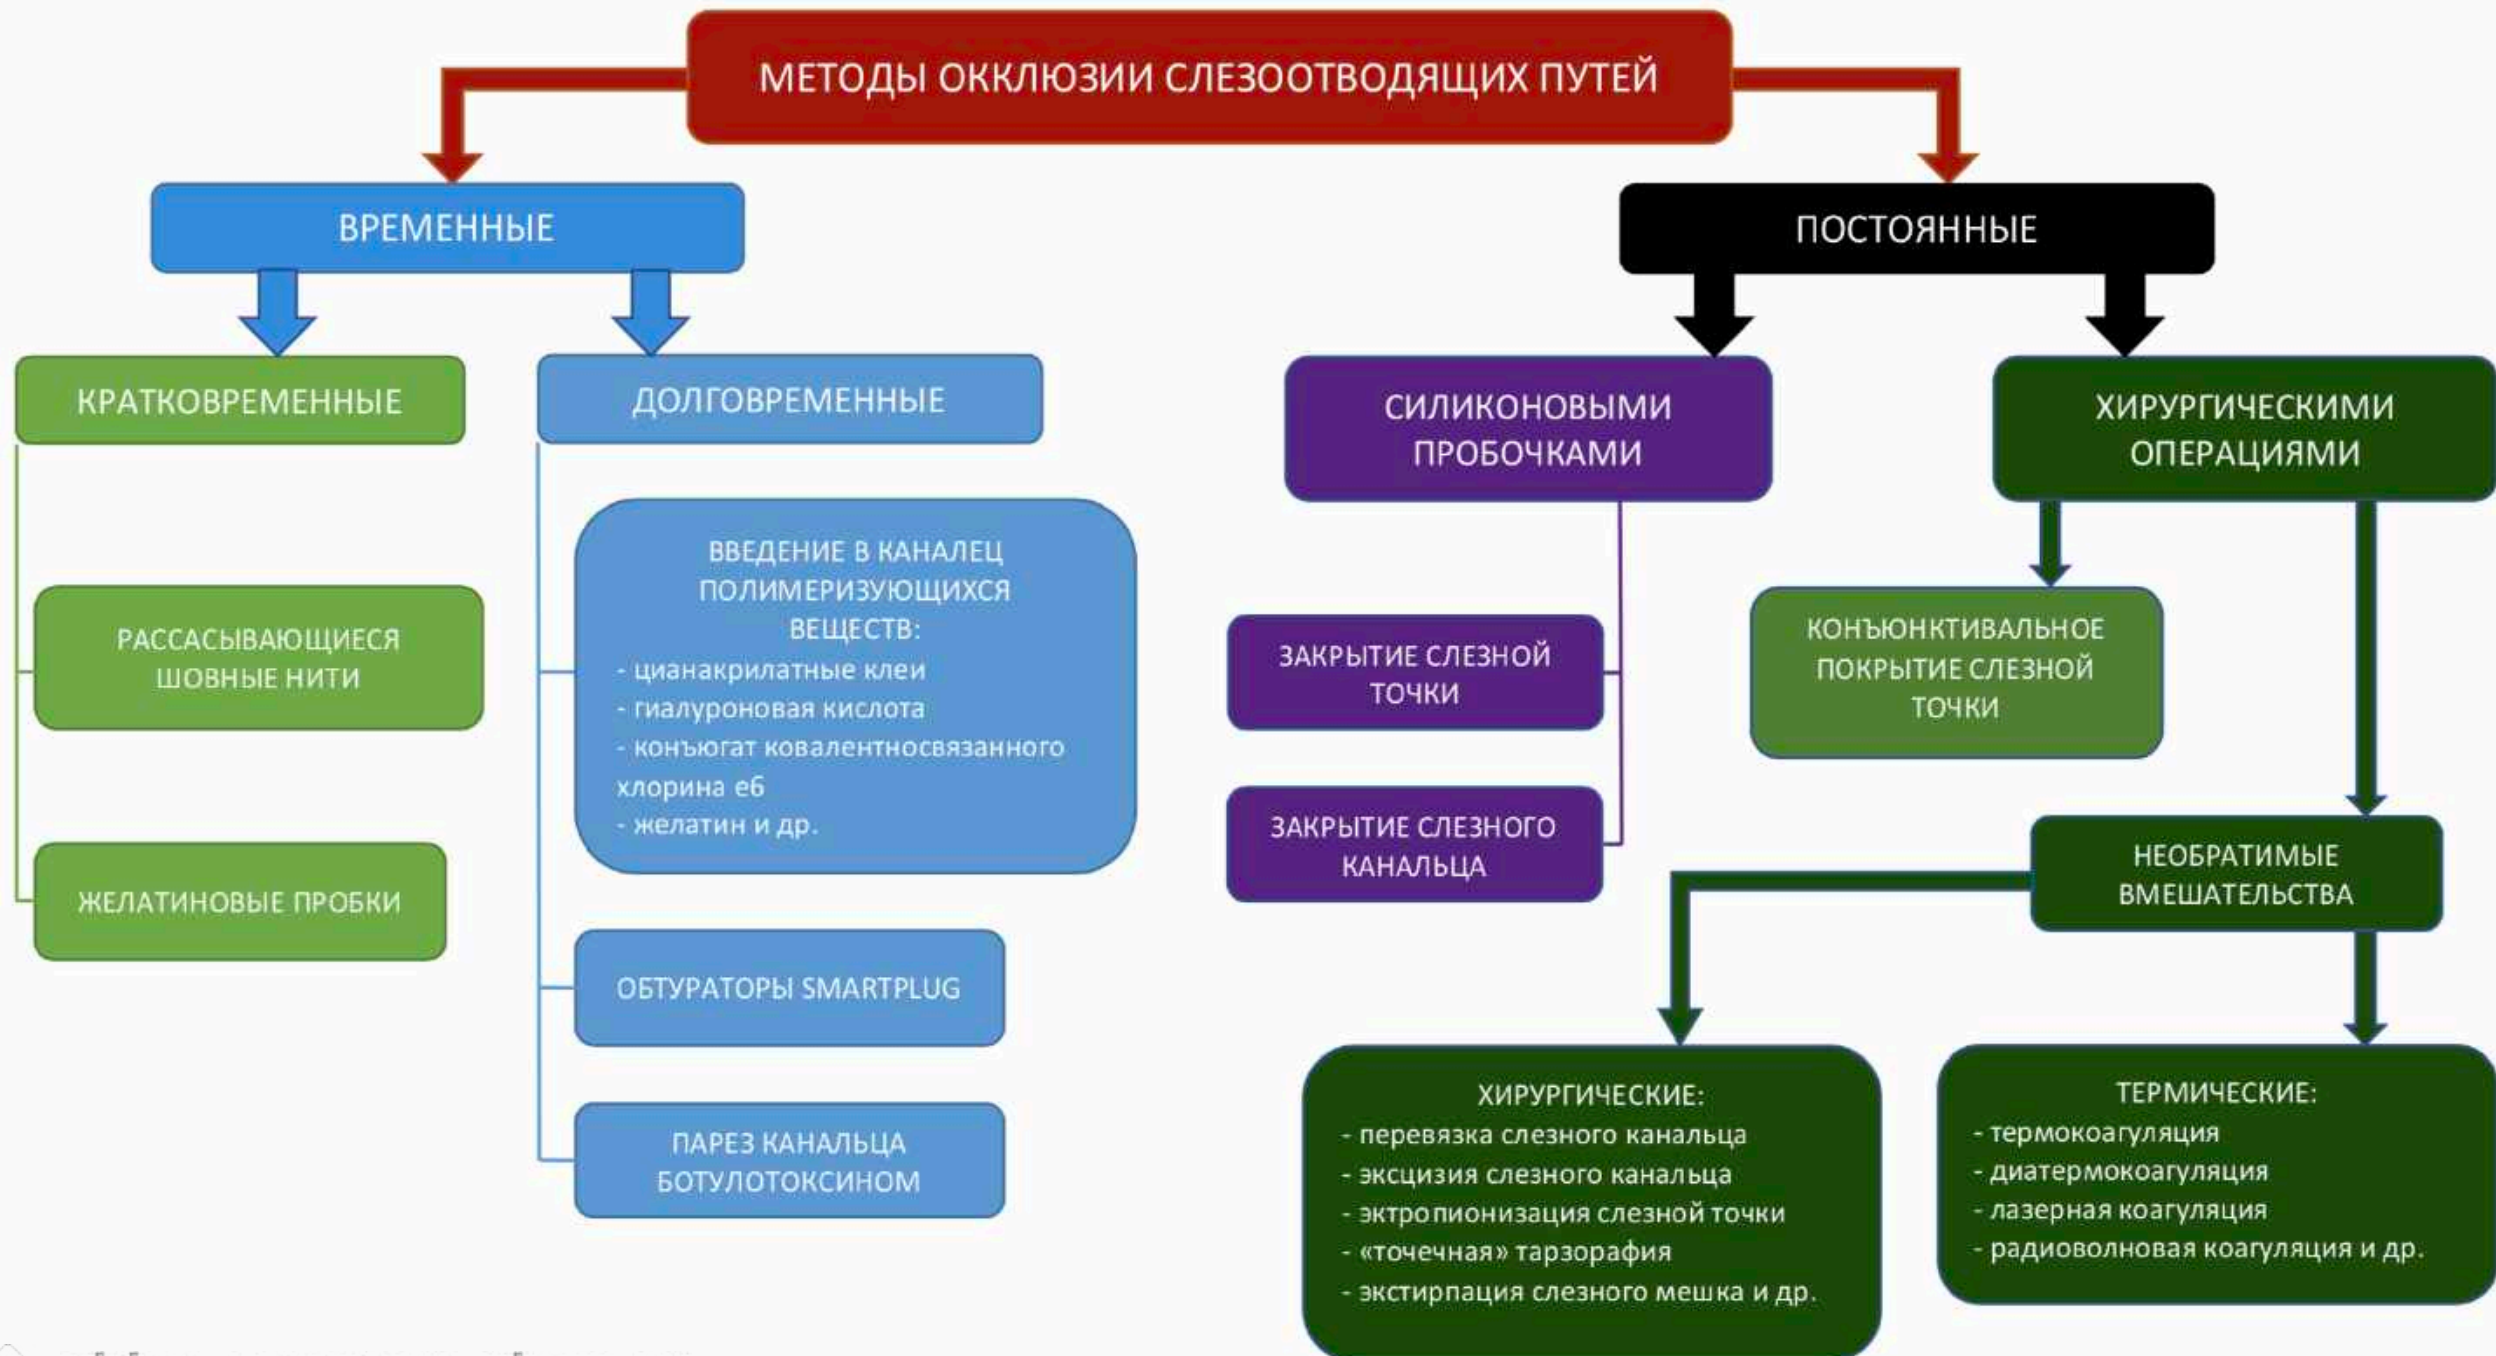 МЕТОДЫ ОККЛЮЗИИ СЛЕЗООТВОДЯЩИХ ПУТЕЙ
ВРЕМЕННЫЕ
КРАТКОВРЕМЕННЫЕ
РАССАСЫВАЮЩИЕСЯ
ШОВНЫЕ НИТИ
ЖЕЛАТИНОВЫЕ ПРОБКИ
ДОЛГОВРЕМЕННЫЕ
ВВЕДЕНИЕ В КАНАЛЕЦ
ПОЛИМЕРИЗУЮЩИХСЯ
ВЕЩЕСТВ:
- цианакрилатные клеи
- гиалуроновая кислота
- конъюгат ковалентносвязанного
хлорина е6
- желатин и др.
ОБТУРАТОРЫ SMARTPLUG
ПАРЕЗ КАНАЛЬЦА
БОТУЛОТОКСИНОМ
ПОСТОЯННЫЕ
СИЛИКОНОВЫМИ
ПРОБОЧКАМИ
ЗАКРЫТИЕ СЛЕЗНОЙ
ТОЧКИ
ЗАКРЫТИЕ СЛЕЗНОГО
КАНАЛЬЦА
ХИРУРГИЧЕСКИМИ
ОПЕРАЦИЯМИ
КОНЪЮНКТИВАЛЬНОЕ
ПОКРЫТИЕ СЛЕЗНОЙ
ТОЧКИ
НЕОБРАТИМЫЕ
ВМЕШАТЕЛЬСТВА
ХИРУРГИЧЕСКИЕ:
- перевязка слезного канальца
- эксцизия слезного канальца
- эктропионизация слезной точки
- «точечная» тарзорафия
- экстирпация слезного мешка и др.
ТЕРМИЧЕСКИЕ:
- термокоагуляция
- диатермокоагуляция
- лазерная коагуляция
- радиоволновая коагуляция и др.